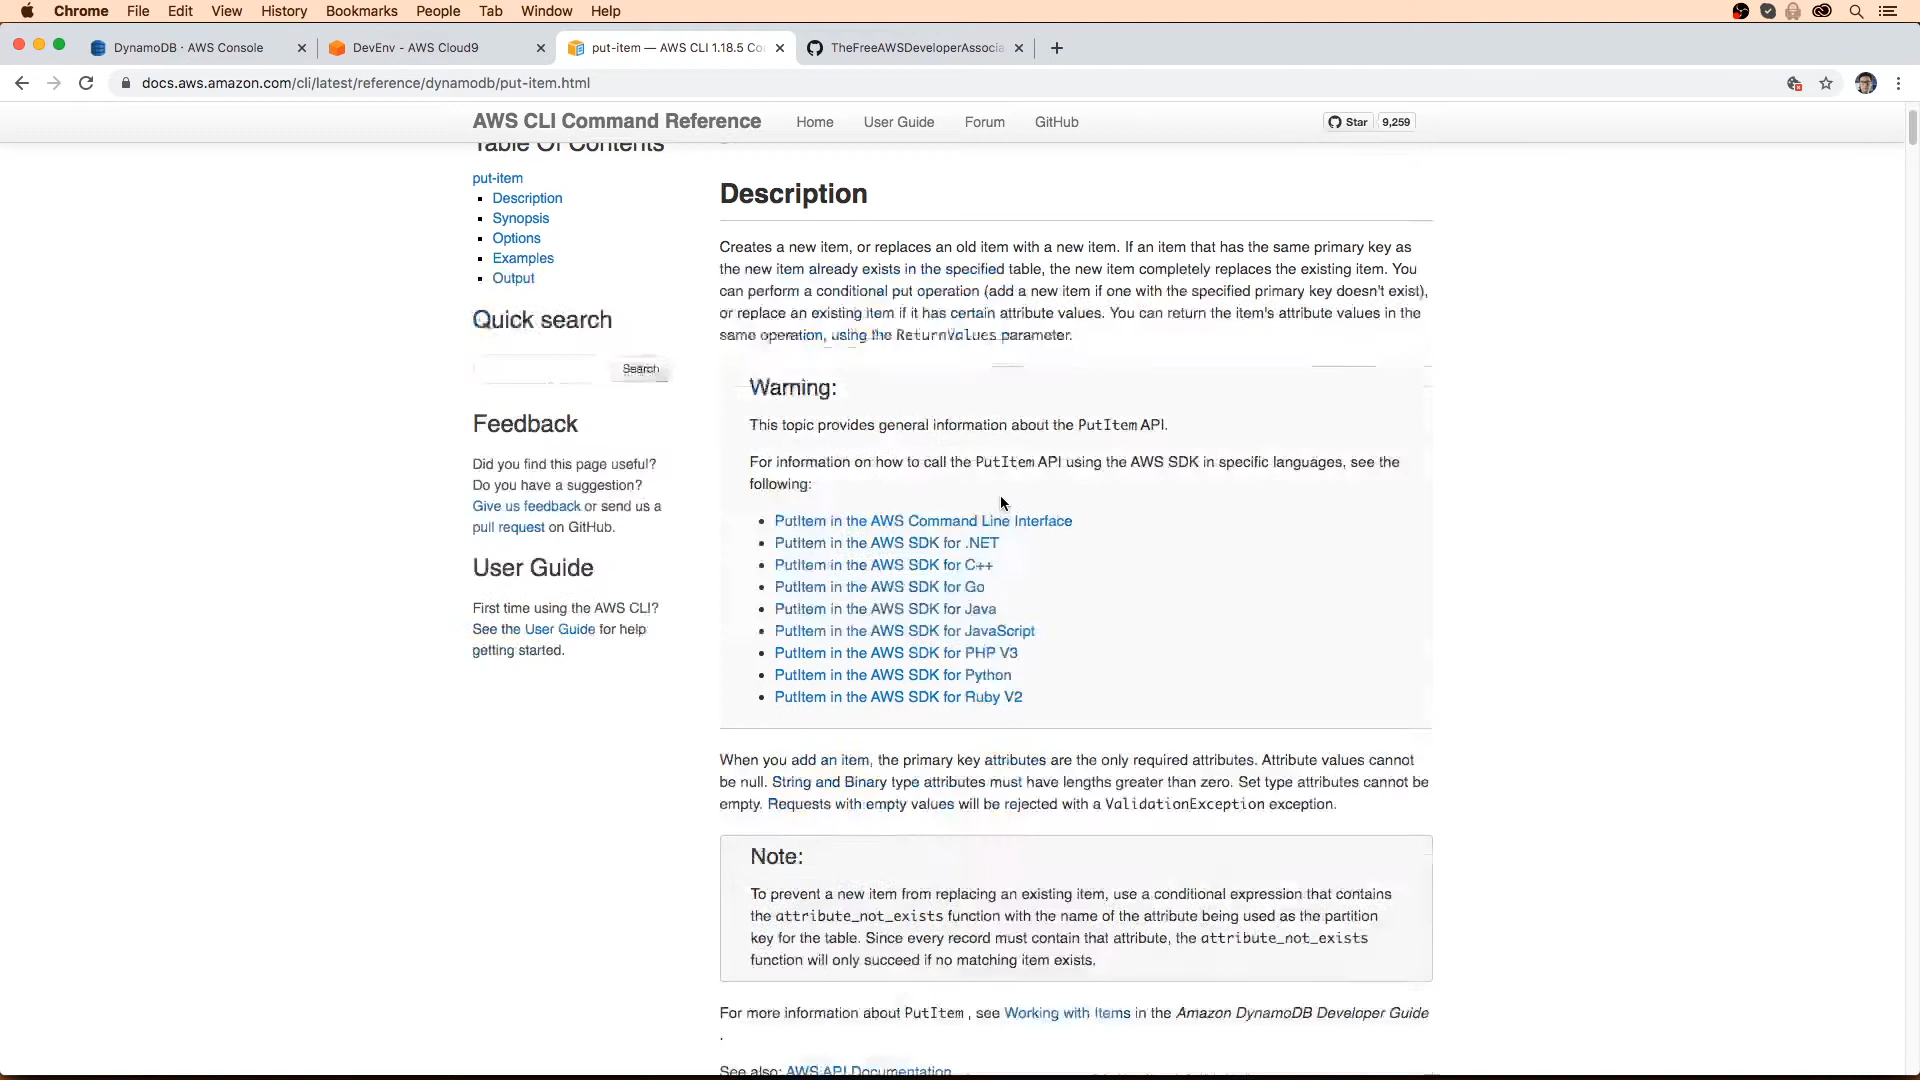 Chrome File Edit View History Bookmarks People Tab Window Help
DynamoDB · AWS Console
DevEnv - AWS Cloud9
put-item — AWS CLI 1.18.5 Co
TheFreeAWSDeveloperAssocia
docs.aws.amazon.com/cli/latest/reference/dynamodb/put-item.html
AWS CLI Command Reference Home User Guide Forum GitHub Star 9,259
Table Of Contents
put-item
Description
Synopsis
Options
Examples
Output
Quick search
Search
Feedback
Did you find this page useful?
Do you have a suggestion?
Give us feedback or send us a
pull request on GitHub.
User Guide
First time using the AWS CLI?
See the User Guide for help
getting started.
Description
Creates a new item, or replaces an old item with a new item. If an item that has the same primary key as
the new item already exists in the specified table, the new item completely replaces the existing item. You
can perform a conditional put operation (add a new item if one with the specified primary key doesn't exist),
or replace an existing item if it has certain attribute values. You can return the item's attribute values in the
same operation, using the ReturnValues parameter.
Warning:
This topic provides general information about the PutItem API.
For information on how to call the PutItem API using the AWS SDK in specific languages, see the
following:
PutItem in the AWS Command Line Interface
PutItem in the AWS SDK for .NET
PutItem in the AWS SDK for C++
PutItem in the AWS SDK for Go
PutItem in the AWS SDK for Java
PutItem in the AWS SDK for JavaScript
PutItem in the AWS SDK for PHP V3
PutItem in the AWS SDK for Python
PutItem in the AWS SDK for Ruby V2
When you add an item, the primary key attributes are the only required attributes. Attribute values cannot
be null. String and Binary type attributes must have lengths greater than zero. Set type attributes cannot be
empty. Requests with empty values will be rejected with a ValidationException exception.
Note:
To prevent a new item from replacing an existing item, use a conditional expression that contains
the attribute_not_exists function with the name of the attribute being used as the partition
key for the table. Since every record must contain that attribute, the attribute_not_exists
function will only succeed if no matching item exists.
For more information about PutItem , see Working with Items in the Amazon DynamoDB Developer Guide
.
See also: AWS API Documentation